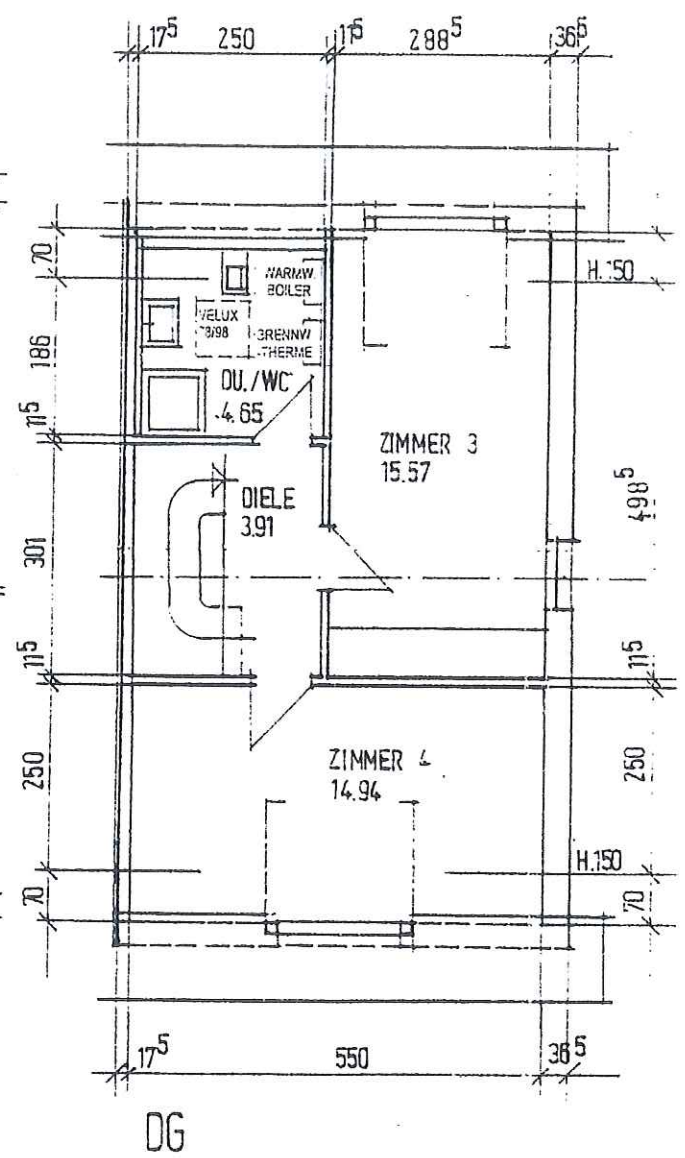 17⁵ 250 11⁵ 288⁵ 36⁵
70
H.150
WARMW.
BOILER
VELUX
78/98
BRENNW
-THERME
186
DU./WC
4.65
11⁵
ZIMMER 3
15.57
DIELE
3.91
498⁵
301
11⁵
11⁵
ZIMMER 4
14.94
250
250
H.150
70
70
17⁵ 550 36⁵
DG